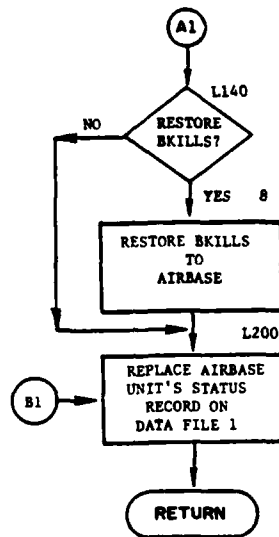 A1
L140
RESTORE
BKILLS?
NO
YES 8
RESTORE BKILLS
TO
AIRBASE
L200
REPLACE AIRBASE
UNIT'S STATUS
RECORD ON
DATA FILE 1
B1
RETURN